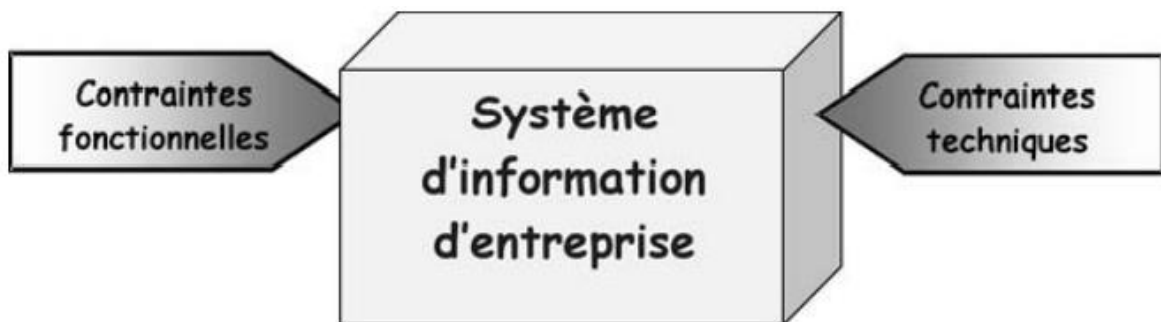 Contraintes
fonctionnelles
Système
d'information
d'entreprise
Contraintes
techniques